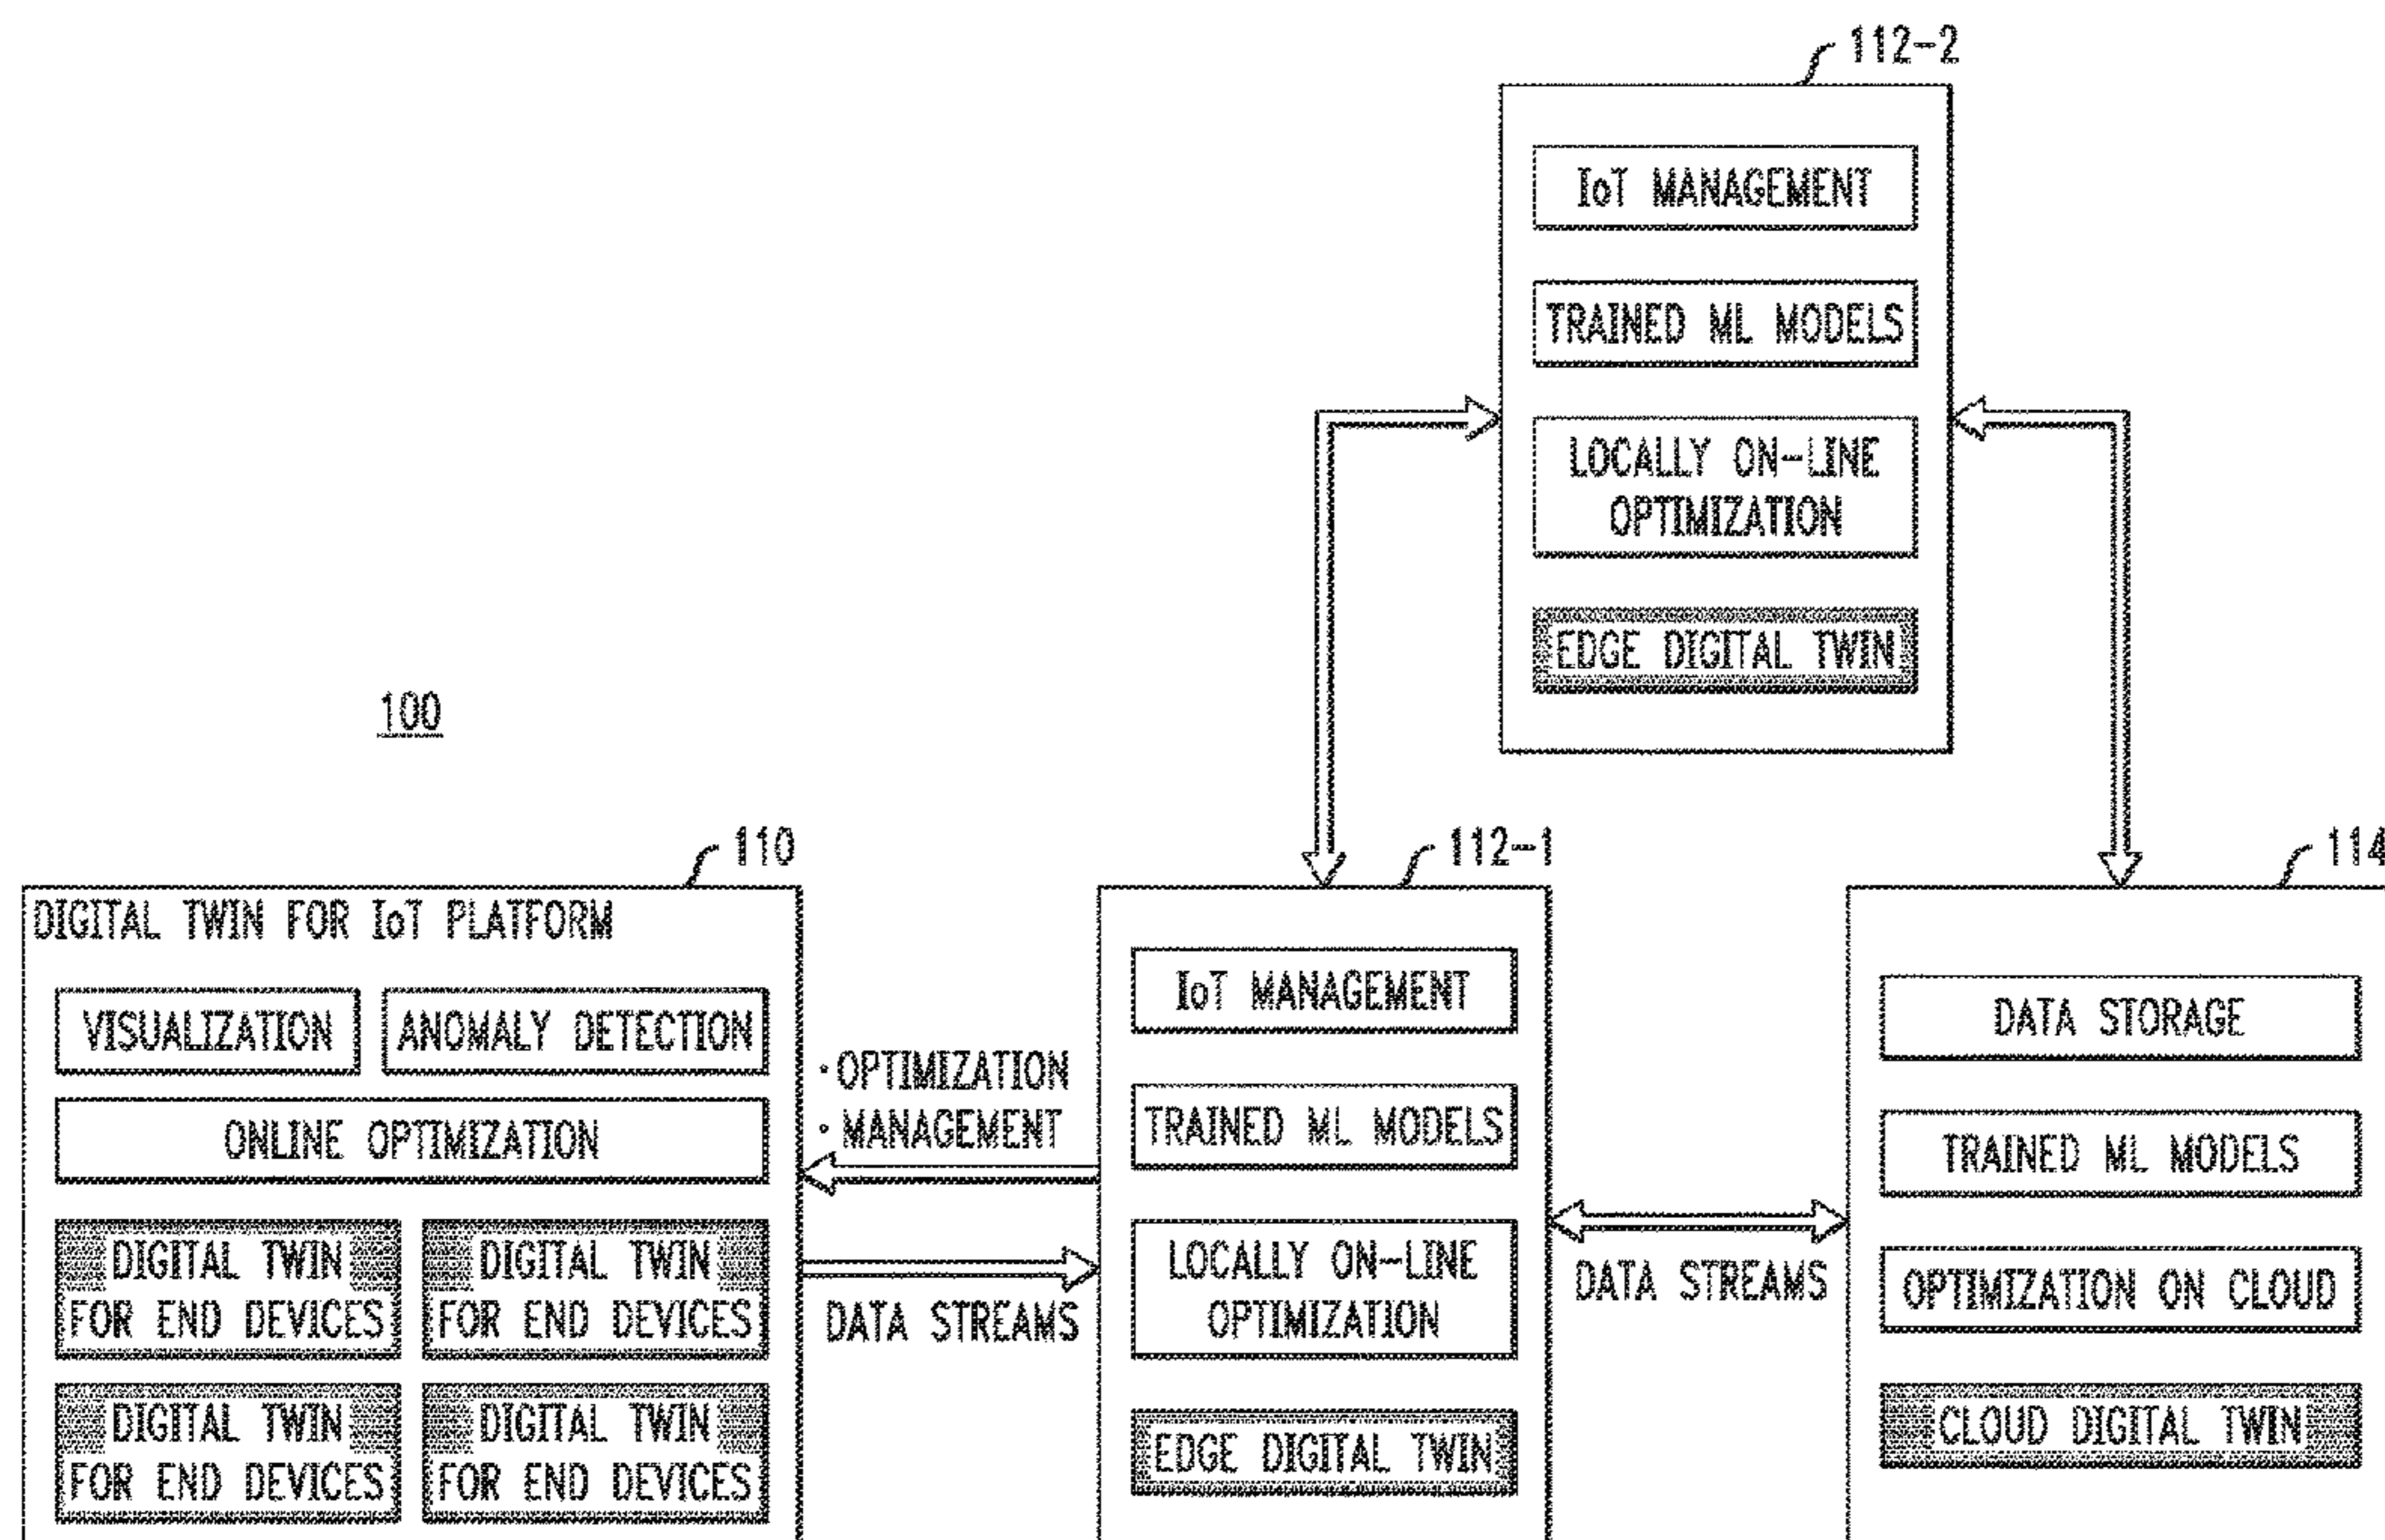 112-2
IoT MANAGEMENT
TRAINED ML MODELS
LOCALLY ON-LINE
OPTIMIZATION
EDGE DIGITAL TWIN
100
110
DIGITAL TWIN FOR IoT PLATFORM
VISUALIZATION
ANOMALY DETECTION
ONLINE OPTIMIZATION
DIGITAL TWIN
FOR END DEVICES
DIGITAL TWIN
FOR END DEVICES
DIGITAL TWIN
FOR END DEVICES
DIGITAL TWIN
FOR END DEVICES
• OPTIMIZATION
• MANAGEMENT
DATA STREAMS
112-1
IoT MANAGEMENT
TRAINED ML MODELS
LOCALLY ON-LINE
OPTIMIZATION
EDGE DIGITAL TWIN
DATA STREAMS
114
DATA STORAGE
TRAINED ML MODELS
OPTIMIZATION ON CLOUD
CLOUD DIGITAL TWIN